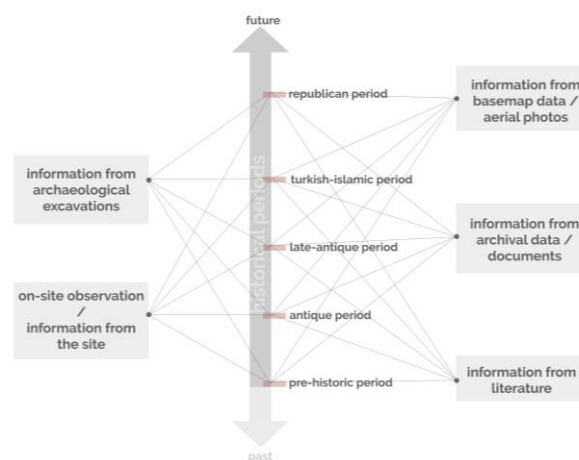 future
republican period
information from
basemap data /
aerial photos
information from
archaeological
excavations
turkish-islamic period
historical periods
information from
archival data /
documents
late-antique period
on-site observation
/
information from
the site
antique period
pre-historic period
information from
literature
past